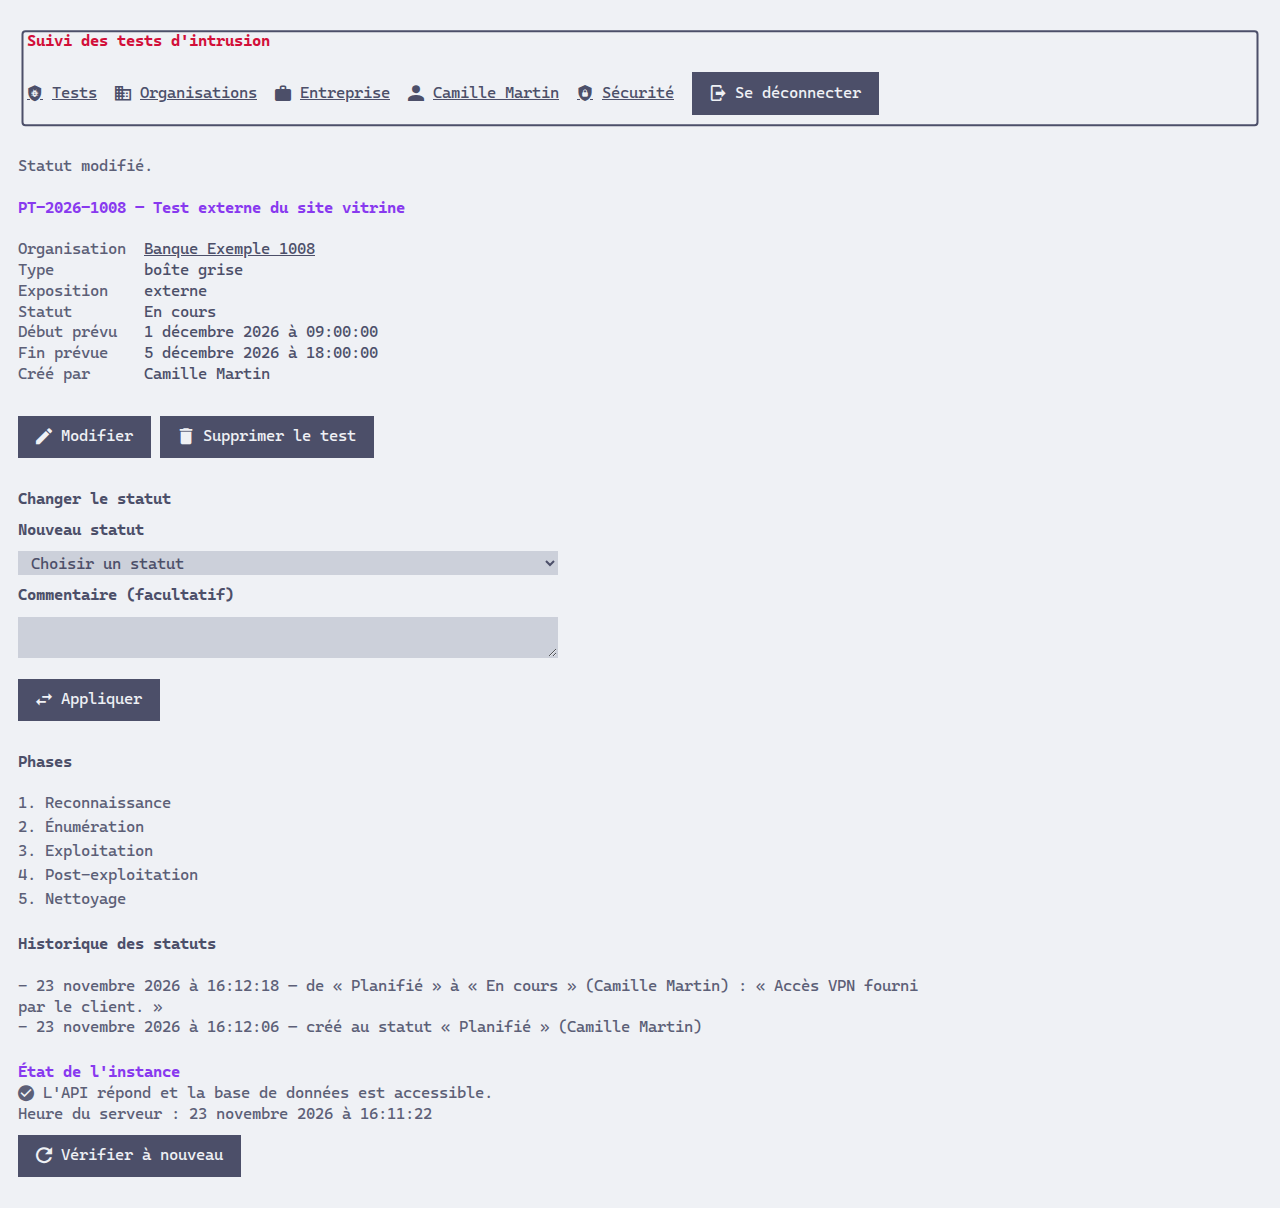 Suivi des tests d'intrusion
Tests Organisations Entreprise Camille Martin Sécurité Se déconnecter
Statut modifié.
PT-2026-1008 — Test externe du site vitrine
Organisation Banque Exemple 1008
Type boîte grise
Exposition externe
Statut En cours
Début prévu 1 décembre 2026 à 09:00:00
Fin prévue 5 décembre 2026 à 18:00:00
Créé par Camille Martin
Modifier Supprimer le test
Changer le statut
Nouveau statut
Choisir un statut
Commentaire (facultatif)
Appliquer
Phases
1. Reconnaissance
2. Énumération
3. Exploitation
4. Post-exploitation
5. Nettoyage
Historique des statuts
- 23 novembre 2026 à 16:12:18 — de « Planifié » à « En cours » (Camille Martin) : « Accès VPN fourni
par le client. »
- 23 novembre 2026 à 16:12:06 — créé au statut « Planifié » (Camille Martin)
État de l'instance
L'API répond et la base de données est accessible.
Heure du serveur : 23 novembre 2026 à 16:11:22
Vérifier à nouveau